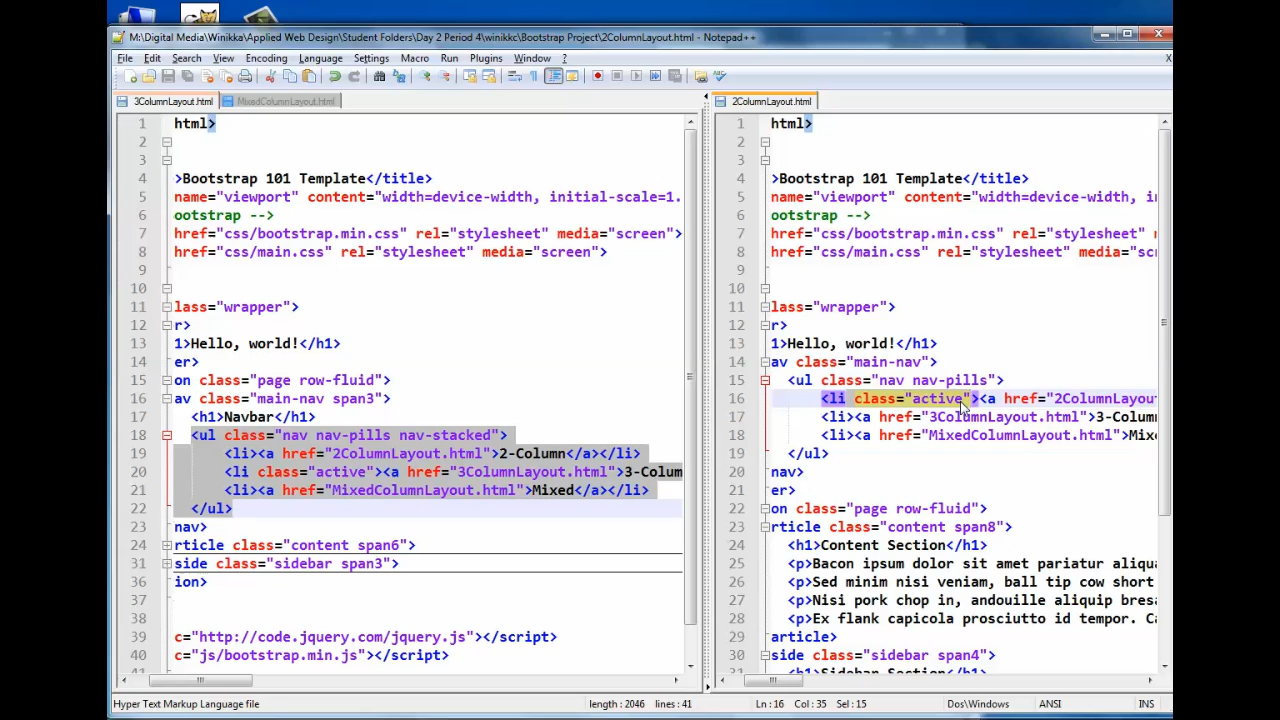 M:\Digital Media\Winikka\Applied Web Design\Student Folders\Day 2 Period 4\winikkc\Bootstrap Project\2ColumnLayout.html - Notepad++
File Edit Search View Encoding Language Settings Macro Run Plugins Window ? X
3ColumnLayout.html MixedColumnLayout.html
1 html>
2
3
4 >Bootstrap 101 Template</title>
5 name="viewport" content="width=device-width, initial-scale=1.
6 ootstrap -->
7 href="css/bootstrap.min.css" rel="stylesheet" media="screen">
8 href="css/main.css" rel="stylesheet" media="screen">
9
10
11 lass="wrapper">
12 r>
13 1>Hello, world!</h1>
14 er>
15 on class="page row-fluid">
16 av class="main-nav span3">
17 <h1>Navbar</h1>
18 <ul class="nav nav-pills nav-stacked">
19 <li><a href="2ColumnLayout.html">2-Column</a></li>
20 <li class="active"><a href="3ColumnLayout.html">3-Colum
21 <li><a href="MixedColumnLayout.html">Mixed</a></li>
22 </ul>
23 nav>
24 rticle class="content span6">
31 side class="sidebar span3">
36 ion>
37
38
39 c="http://code.jquery.com/jquery.js"></script>
40 c="js/bootstrap.min.js"></script>
41
2ColumnLayout.html
1 html>
2
3
4 >Bootstrap 101 Template</title>
5 name="viewport" content="width=device-width, i
6 ootstrap -->
7 href="css/bootstrap.min.css" rel="stylesheet"
8 href="css/main.css" rel="stylesheet" media="sc
9
10
11 lass="wrapper">
12 r>
13 1>Hello, world!</h1>
14 av class="main-nav">
15 <ul class="nav nav-pills">
16 <li class="active"><a href="2ColumnLayout
17 <li><a href="3ColumnLayout.html">3-Column
18 <li><a href="MixedColumnLayout.html">Mixe
19 </ul>
20 nav>
21 er>
22 on class="page row-fluid">
23 rticle class="content span8">
24 <h1>Content Section</h1>
25 <p>Bacon ipsum dolor sit amet pariatur aliqua
26 <p>Sed minim nisi veniam, ball tip cow short
27 <p>Nisi pork chop in, andouille aliquip bresa
28 <p>Ex flank capicola prosciutto id tempor. Ca
29 article>
30 side class="sidebar span4">
31 <h1>Sidebar Section</h1>
Hyper Text Markup Language file length : 2046 lines : 41 Ln : 16 Col : 35 Sel : 15 Dos\Windows ANSI INS